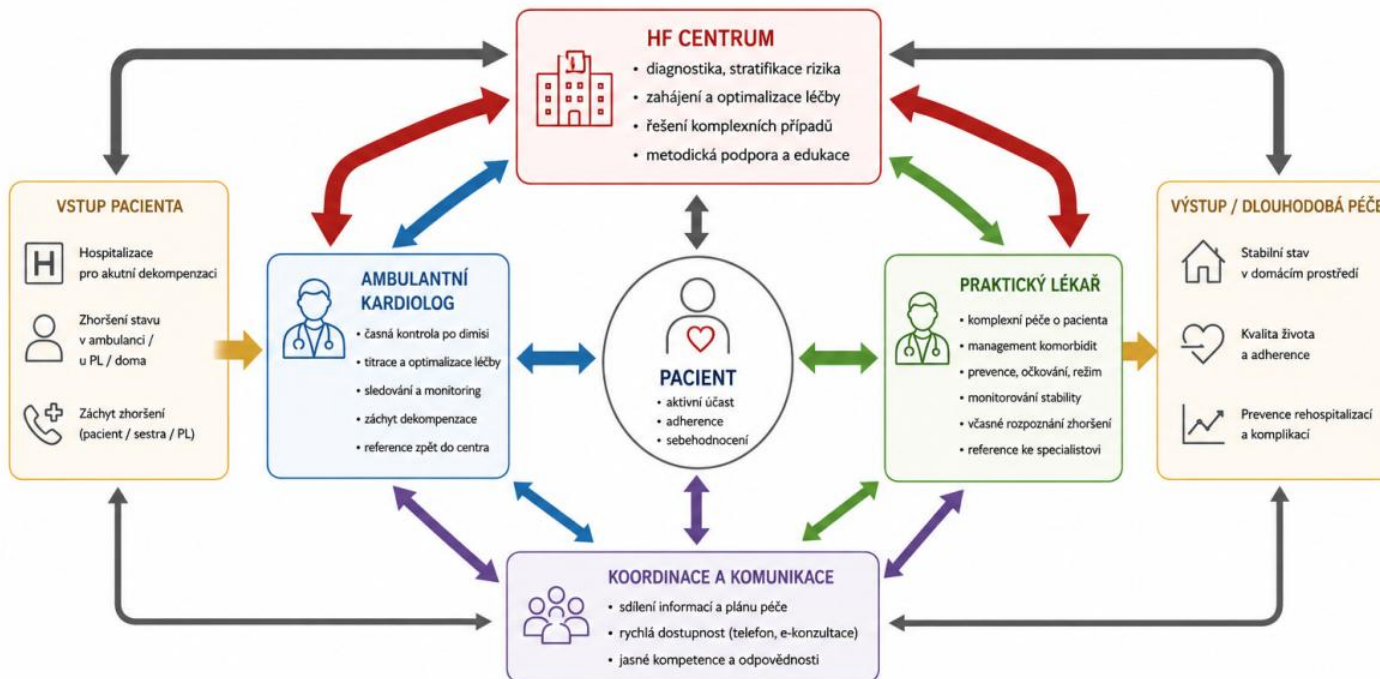 HF CENTRUM
• diagnostika, stratifikace rizika
• zahájení a optimalizace léčby
• řešení komplexních případů
• metodická podpora a edukace
VSTUP PACIENTA
H
Hospitalizace
pro akutní dekompenzaci
Zhoršení stavu
v ambulanci /
u PL / doma
Záchyt zhoršení
(pacient / sestra / PL)
AMBULANTNÍ
KARDIOLOG
• časná kontrola po dimisi
• titrace a optimalizace léčby
• sledování a monitoring
• záchyt dekompenzace
• reference zpět do centra
PACIENT
• aktivní účast
• adherence
• sebehodnocení
PRAKTICKÝ LÉKAŘ
• komplexní péče o pacienta
• management komorbidit
• prevence, očkování, režim
• monitorování stability
• včasné rozpoznání zhoršení
• reference ke specialistovi
VÝSTUP / DLOUHODOBÁ PÉČE
Stabilní stav
v domácím prostředí
Kvalita života
a adherence
Prevence rehospitalizací
a komplikací
KOORDINACE A KOMUNIKACE
• sdílení informací a plánu péče
• rychlá dostupnost (telefon, e-konzultace)
• jasné kompetence a odpovědnosti